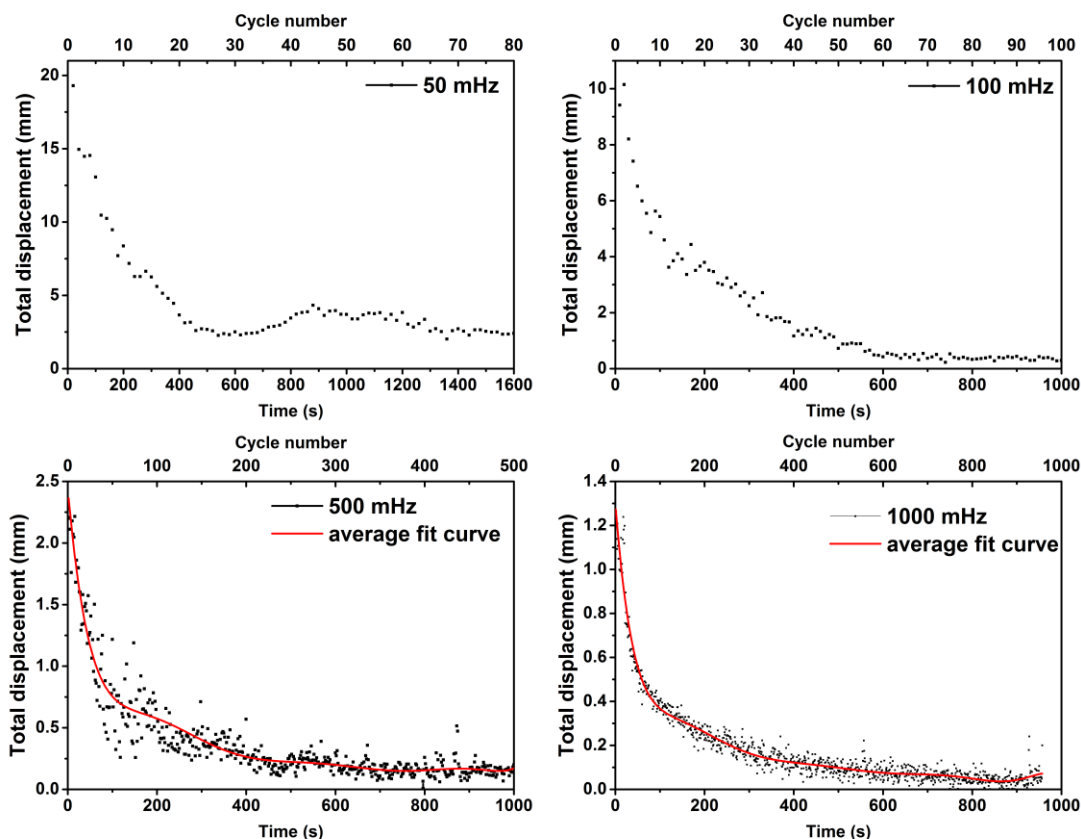 Cycle number
0 10 20 30 40 50 60 70 80
20
15
10
5
0
Total displacement (mm)
50 mHz
0 200 400 600 800 1000 1200 1400 1600
Time (s)
Cycle number
0 10 20 30 40 50 60 70 80 90 100
10
8
6
4
2
0
Total displacement (mm)
100 mHz
0 200 400 600 800 1000
Time (s)
Cycle number
0 100 200 300 400 500
2.5
2.0
1.5
1.0
0.5
0.0
Total displacement (mm)
500 mHz
average fit curve
0 200 400 600 800 1000
Time (s)
Cycle number
0 200 400 600 800 1000
1.4
1.2
1.0
0.8
0.6
0.4
0.2
0.0
Total displacement (mm)
1000 mHz
average fit curve
0 200 400 600 800 1000
Time (s)